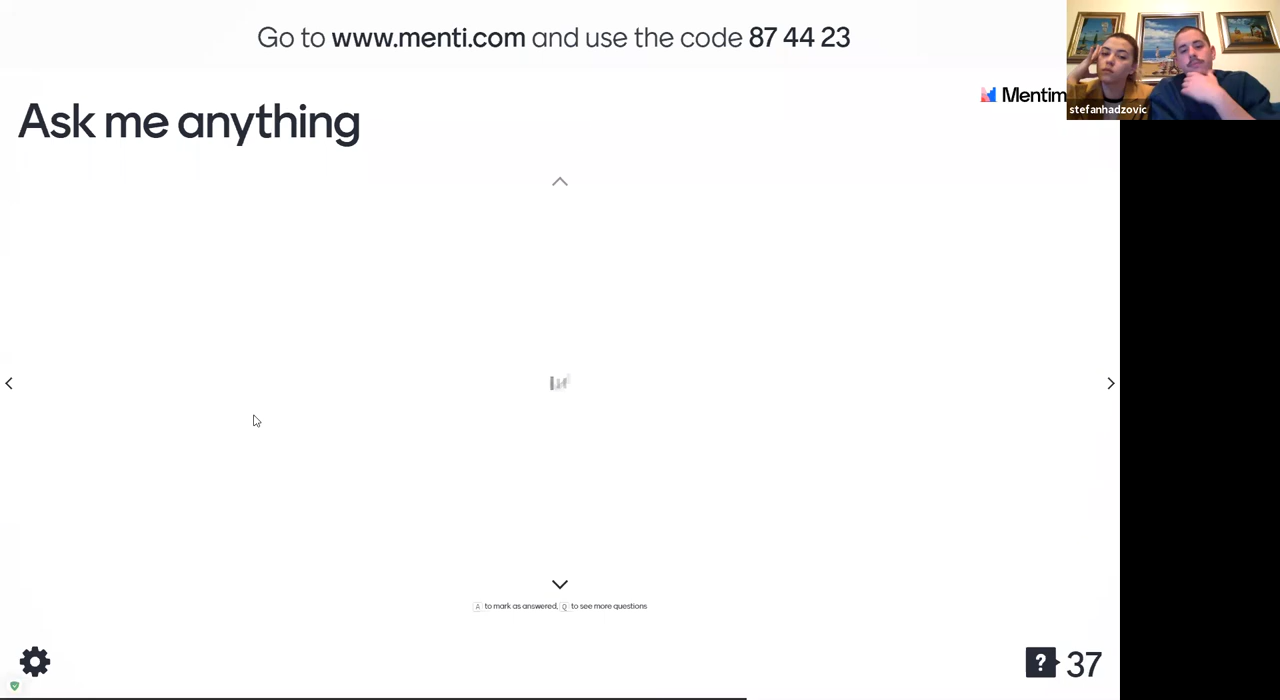 Go to www.menti.com and use the code 87 44 23
Mentim
stefanhadzovic
Ask me anything
A to mark as answered, Q to see more questions
? 37